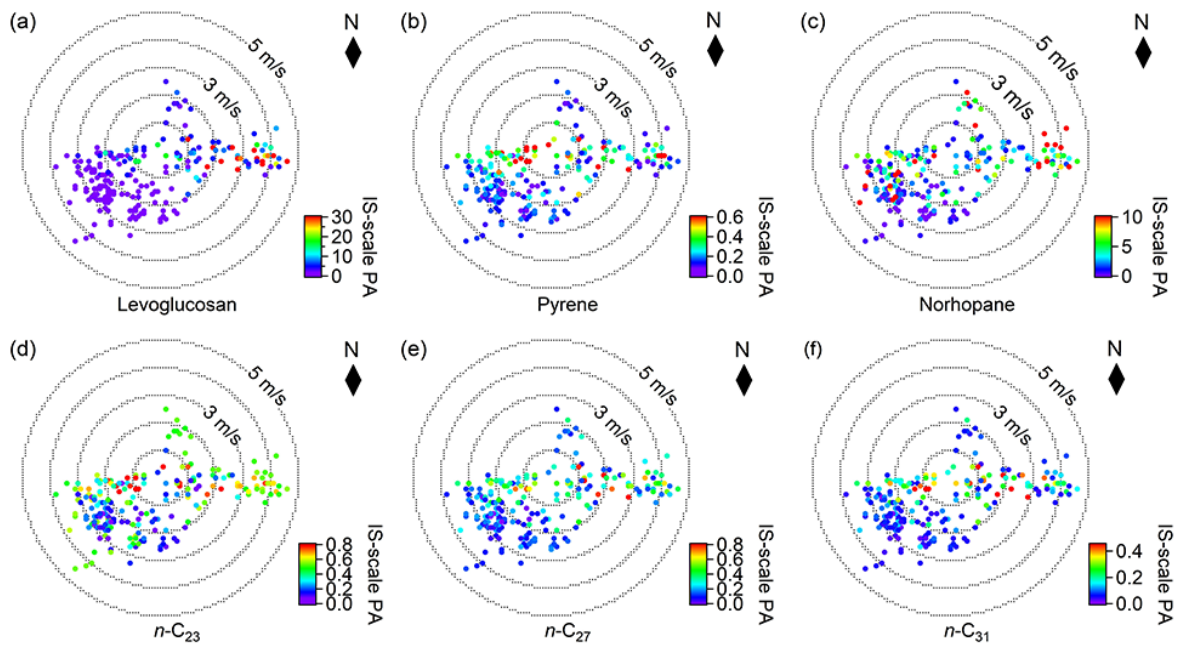 (a)
N
5 m/s
3 m/s
IS-scale PA
30
20
10
0
Levoglucosan
(b)
N
5 m/s
3 m/s
IS-scale PA
0.6
0.4
0.2
0.0
Pyrene
(c)
N
5 m/s
3 m/s
IS-scale PA
10
5
0
Norhopane
(d)
N
5 m/s
3 m/s
IS-scale PA
0.8
0.6
0.4
0.2
0.0
n-C23
(e)
N
5 m/s
3 m/s
IS-scale PA
0.8
0.6
0.4
0.2
0.0
n-C27
(f)
N
5 m/s
3 m/s
IS-scale PA
0.4
0.2
0.0
n-C31